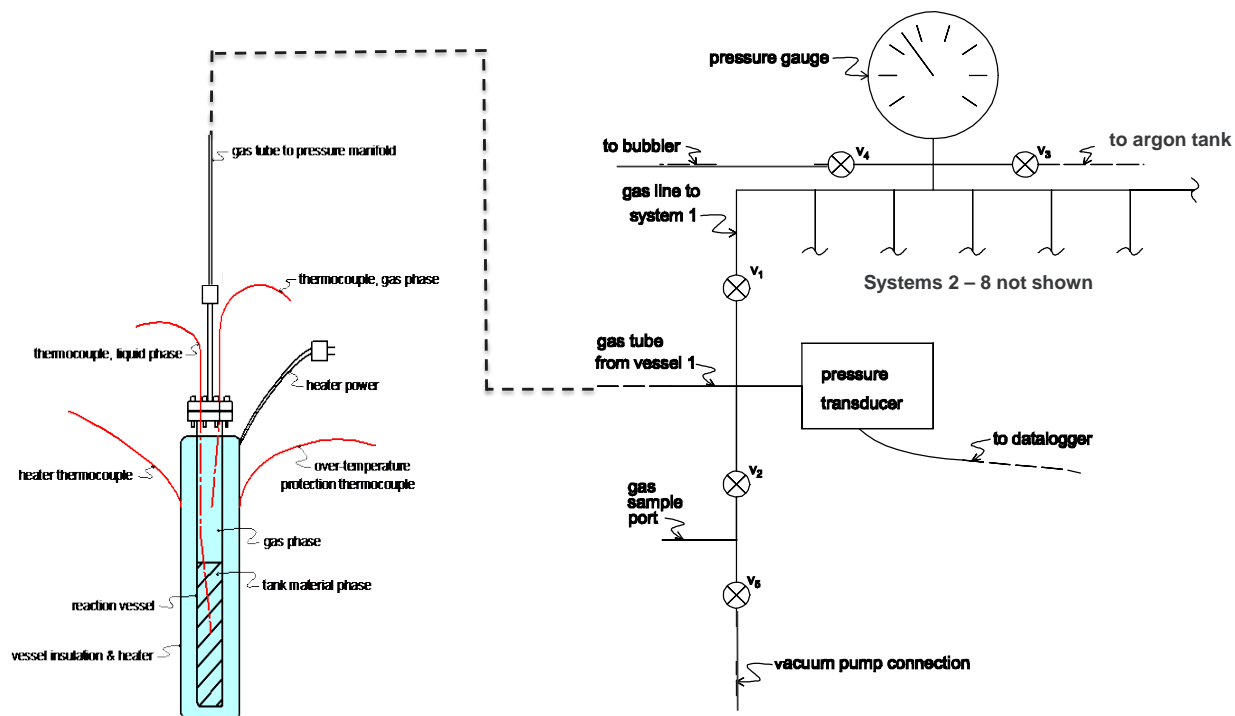 gas tube to pressure manifold
thermocouple, gas phase
thermocouple, liquid phase
heater power
heater thermocouple
over-temperature
protection thermocouple
gas phase
tank material phase
reaction vessel
vessel insulation & heater
pressure gauge
to bubbler
V4
V3
to argon tank
gas line to
system 1
V1
Systems 2 – 8 not shown
gas tube
from vessel 1
pressure
transducer
to datalogger
V2
gas
sample
port
V5
vacuum pump connection